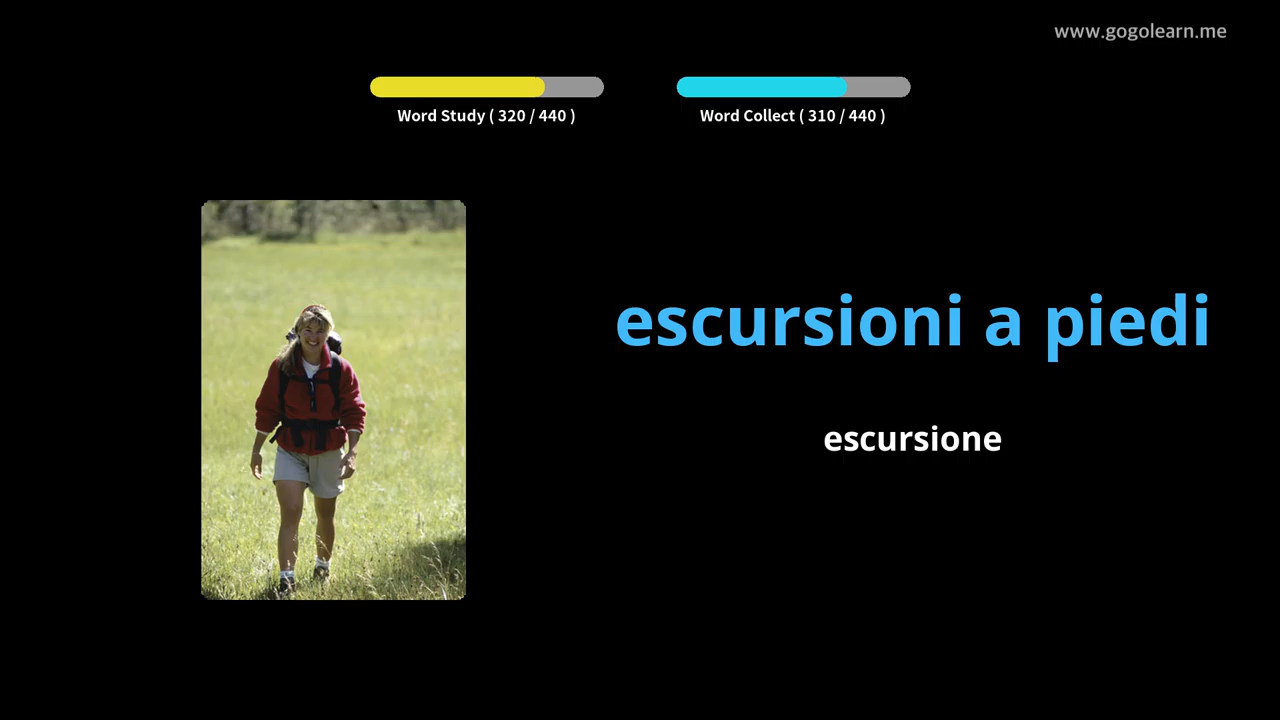 www.gogolearn.me
Word Study ( 320 / 440 )
Word Collect ( 310 / 440 )
escursioni a piedi
escursione